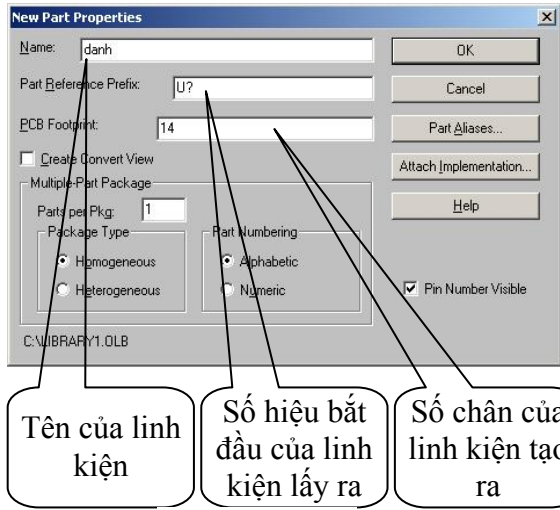 New Part Properties
Name: danh
OK
Part Reference Prefix: U?
Cancel
PCB Footprint: 14
Part Aliases...
Create Convert View
Attach Implementation...
Multiple-Part Package
Parts per Pkg: 1
Help
Package Type
Part Numbering
Homogeneous
Alphabetic
Heterogeneous
Numeric
Pin Number Visible
C:\LIBRARY1.OLB
Tên của linh
kiện
Số hiệu bắt
đầu của linh
kiện lấy ra
Số chân của
linh kiện tạo
ra